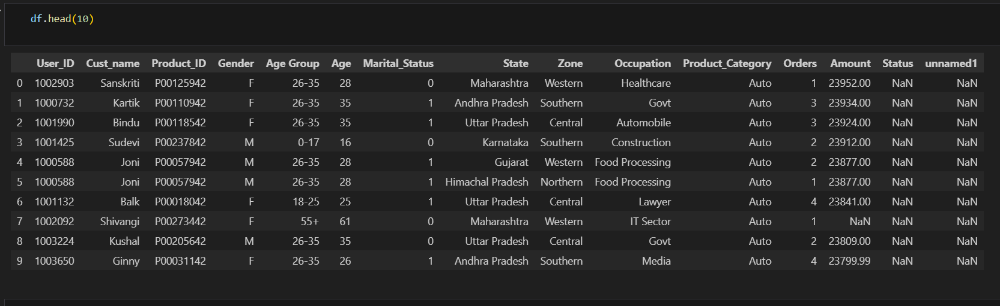 df.head(10)
User_ID Cust_name Product_ID Gender Age Group Age Marital_Status State Zone Occupation Product_Category Orders Amount Status unnamed1
0 1002903 Sanskriti P00125942 F 26-35 28 0 Maharashtra Western Healthcare Auto 1 23952.00 NaN NaN
1 1000732 Kartik P00110942 F 26-35 35 1 Andhra Pradesh Southern Govt Auto 3 23934.00 NaN NaN
2 1001990 Bindu P00118542 F 26-35 35 1 Uttar Pradesh Central Automobile Auto 3 23924.00 NaN NaN
3 1001425 Sudevi P00237842 M 0-17 16 0 Karnataka Southern Construction Auto 2 23912.00 NaN NaN
4 1000588 Joni P00057942 M 26-35 28 1 Gujarat Western Food Processing Auto 2 23877.00 NaN NaN
5 1000588 Joni P00057942 M 26-35 28 1 Himachal Pradesh Northern Food Processing Auto 1 23877.00 NaN NaN
6 1001132 Balk P00018042 F 18-25 25 1 Uttar Pradesh Central Lawyer Auto 4 23841.00 NaN NaN
7 1002092 Shivangi P00273442 F 55+ 61 0 Maharashtra Western IT Sector Auto 1 NaN NaN NaN
8 1003224 Kushal P00205642 M 26-35 35 0 Uttar Pradesh Central Govt Auto 2 23809.00 NaN NaN
9 1003650 Ginny P00031142 F 26-35 26 1 Andhra Pradesh Southern Media Auto 4 23799.99 NaN NaN